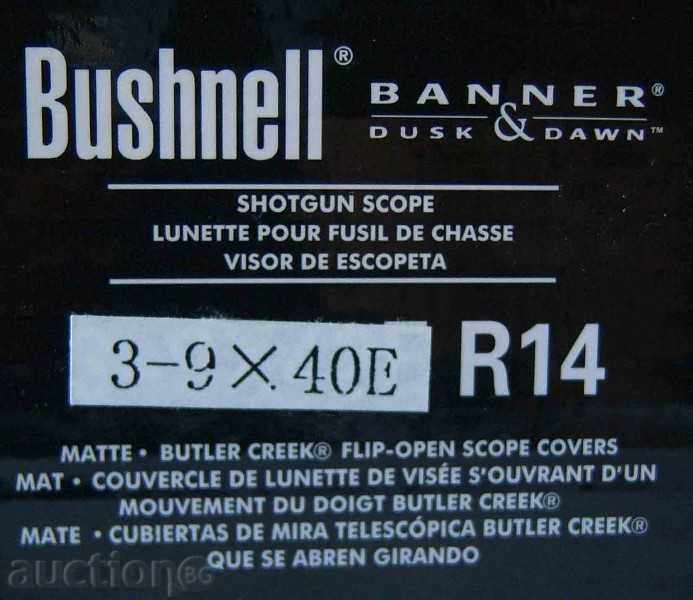 Bushnell®
BANNER®
DUSK & DAWN™
SHOTGUN SCOPE
LUNETTE POUR FUSIL DE CHASSE
VISOR DE ESCOPETA
3-9×40E R14
MATTE • BUTLER CREEK® FLIP-OPEN SCOPE COVERS
MAT • COUVERCLE DE LUNETTE DE VISÉE S'OUVRANT D'UN
MOUVEMENT DU DOIGT BUTLER CREEK®
MATE • CUBIERTAS DE MIRA TELESCÓPICA BUTLER CREEK®
QUE SE ABREN GIRANDO
auction BG